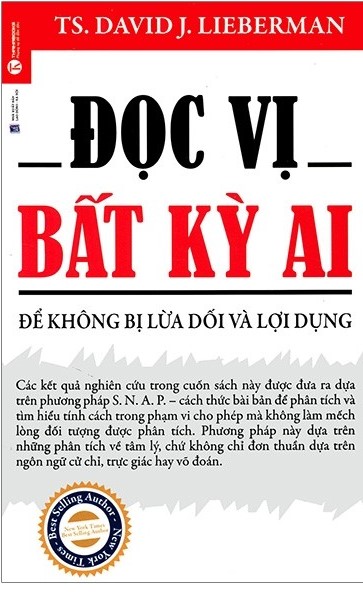 TS. DAVID J. LIEBERMAN
ĐỌC VỊ
BẤT KỲ AI
ĐỂ KHÔNG BỊ LỪA DỐI VÀ LỢI DỤNG
Các kết quả nghiên cứu trong cuốn sách này được đưa ra dựa
trên phương pháp S. N. A. P. – cách thức bài bản để phân tích và
tìm hiểu tính cách trong phạm vi cho phép mà không làm mếch
lòng đối tượng được phân tích. Phương pháp này dựa trên
những phân tích về tâm lý, chứ không chỉ đơn thuần dựa trên
ngôn ngữ cử chỉ, trực giác hay võ đoán.
Best Selling Author
New York Times
Best Selling Author
New York Times